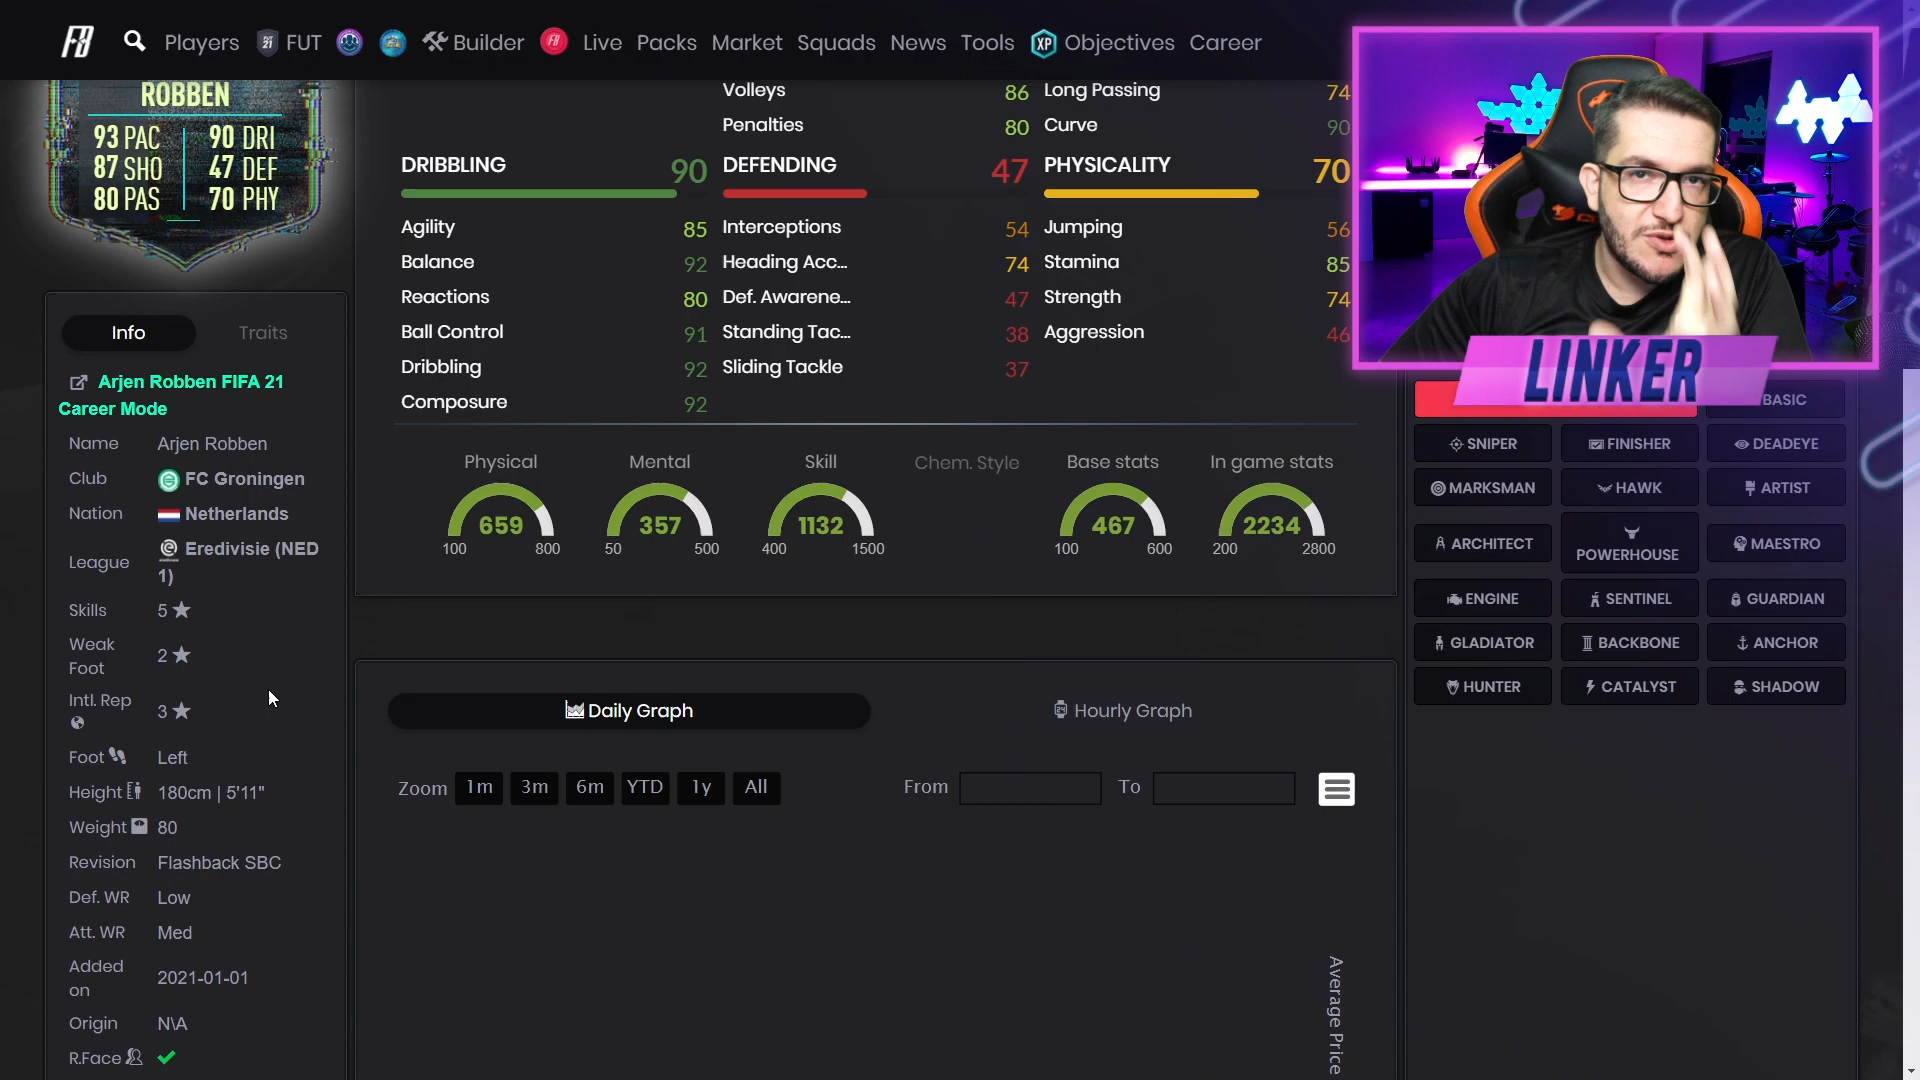 Players FUT Builder Live Packs Market Squads News Tools XP Objectives Career
ROBBEN
93 PAC 90 DRI
87 SHO 47 DEF
80 PAS 70 PHY
Volleys 86 Long Passing 74
Penalties 80 Curve 90
DRIBBLING 90 DEFENDING 47 PHYSICALITY 70
Agility 85 Interceptions 54 Jumping 56
Balance 92 Heading Acc... 74 Stamina 85
Reactions 80 Def. Awarene... 47 Strength 74
Ball Control 91 Standing Tac... 38 Aggression 46
Dribbling 92 Sliding Tackle 37
Composure 92
Physical Mental Skill Chem. Style Base stats In game stats
659 357 1132 467 2234
100 800 50 500 400 1500 100 600 200 2800
Info Traits
Arjen Robben FIFA 21
Career Mode
Name Arjen Robben
Club FC Groningen
Nation Netherlands
League Eredivisie (NED
1)
Skills 5
Weak
Foot 2
Intl. Rep 3
Foot Left
Height 180cm | 5'11"
Weight 80
Revision Flashback SBC
Def. WR Low
Att. WR Med
Added
on 2021-01-01
Origin N\A
R.Face
Daily Graph Hourly Graph
Zoom 1m 3m 6m YTD 1y All From To
Average Price
LINKER
BASIC
SNIPER FINISHER DEADEYE
MARKSMAN HAWK ARTIST
ARCHITECT POWERHOUSE MAESTRO
ENGINE SENTINEL GUARDIAN
GLADIATOR BACKBONE ANCHOR
HUNTER CATALYST SHADOW